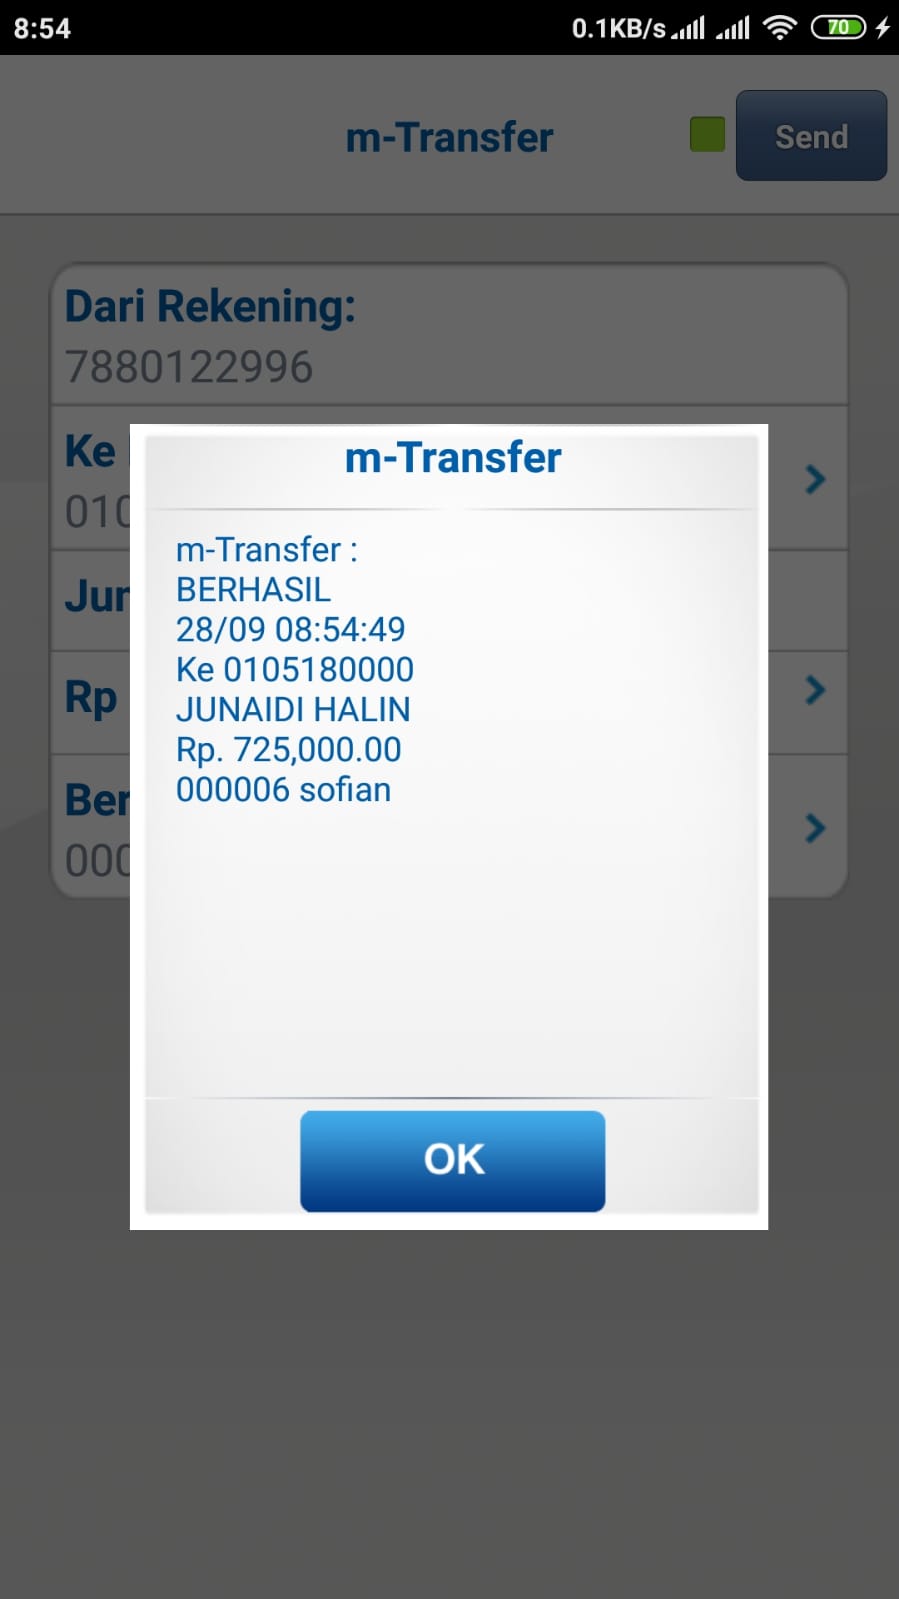 8:54
0.1KB/s
70
m-Transfer
Send
Dari Rekening:
7880122996
Ke
010
Jun
Rp
Ber
000
m-Transfer
m-Transfer :
BERHASIL
28/09 08:54:49
Ke 0105180000
JUNAIDI HALIN
Rp. 725,000.00
000006 sofian
OK